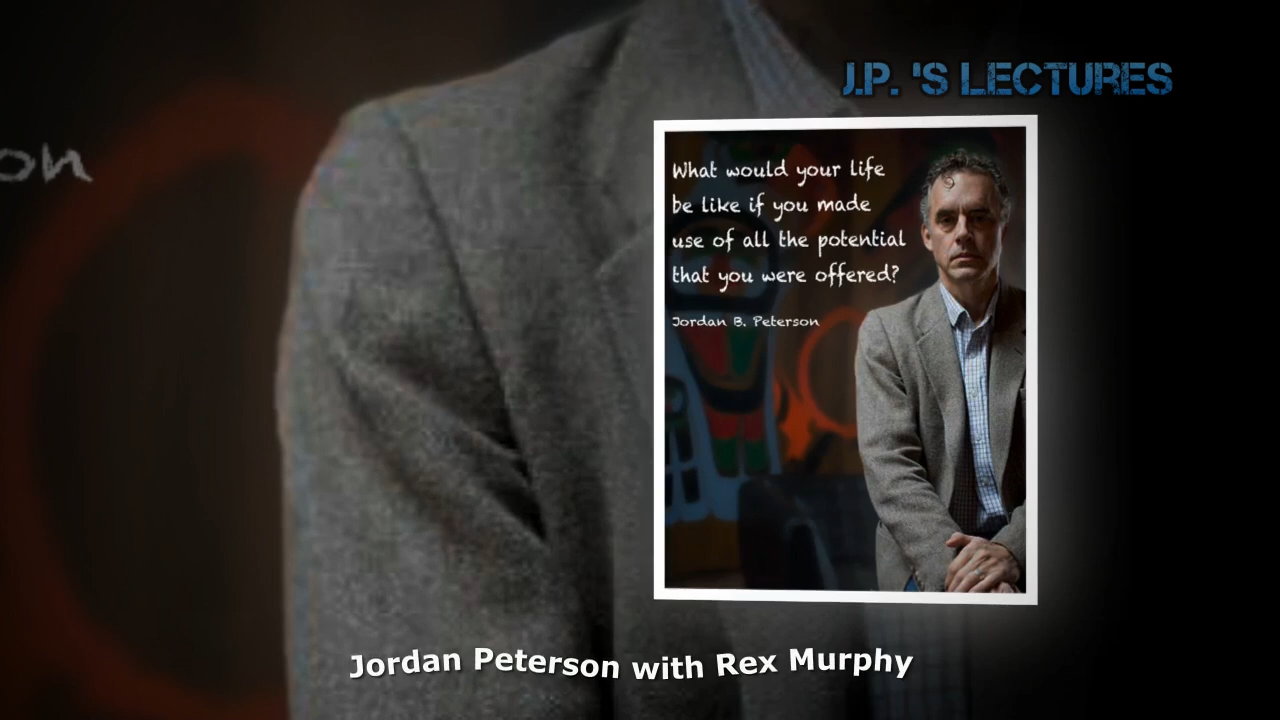 on
J.P. 'S LECTURES
What would your life
be like if you made
use of all the potential
that you were offered?
Jordan B. Peterson
Jordan Peterson with Rex Murphy